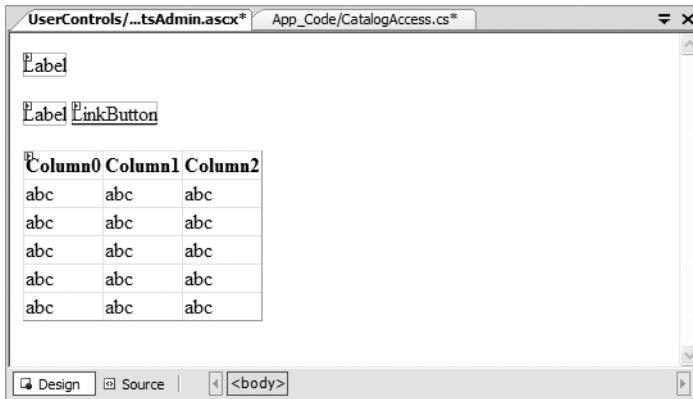 UserControls/...tsAdmin.ascx* App_Code/CatalogAccess.cs*
Label
Label LinkButton
Column0 Column1 Column2
abc abc abc
abc abc abc
abc abc abc
abc abc abc
abc abc abc
Design Source <body>